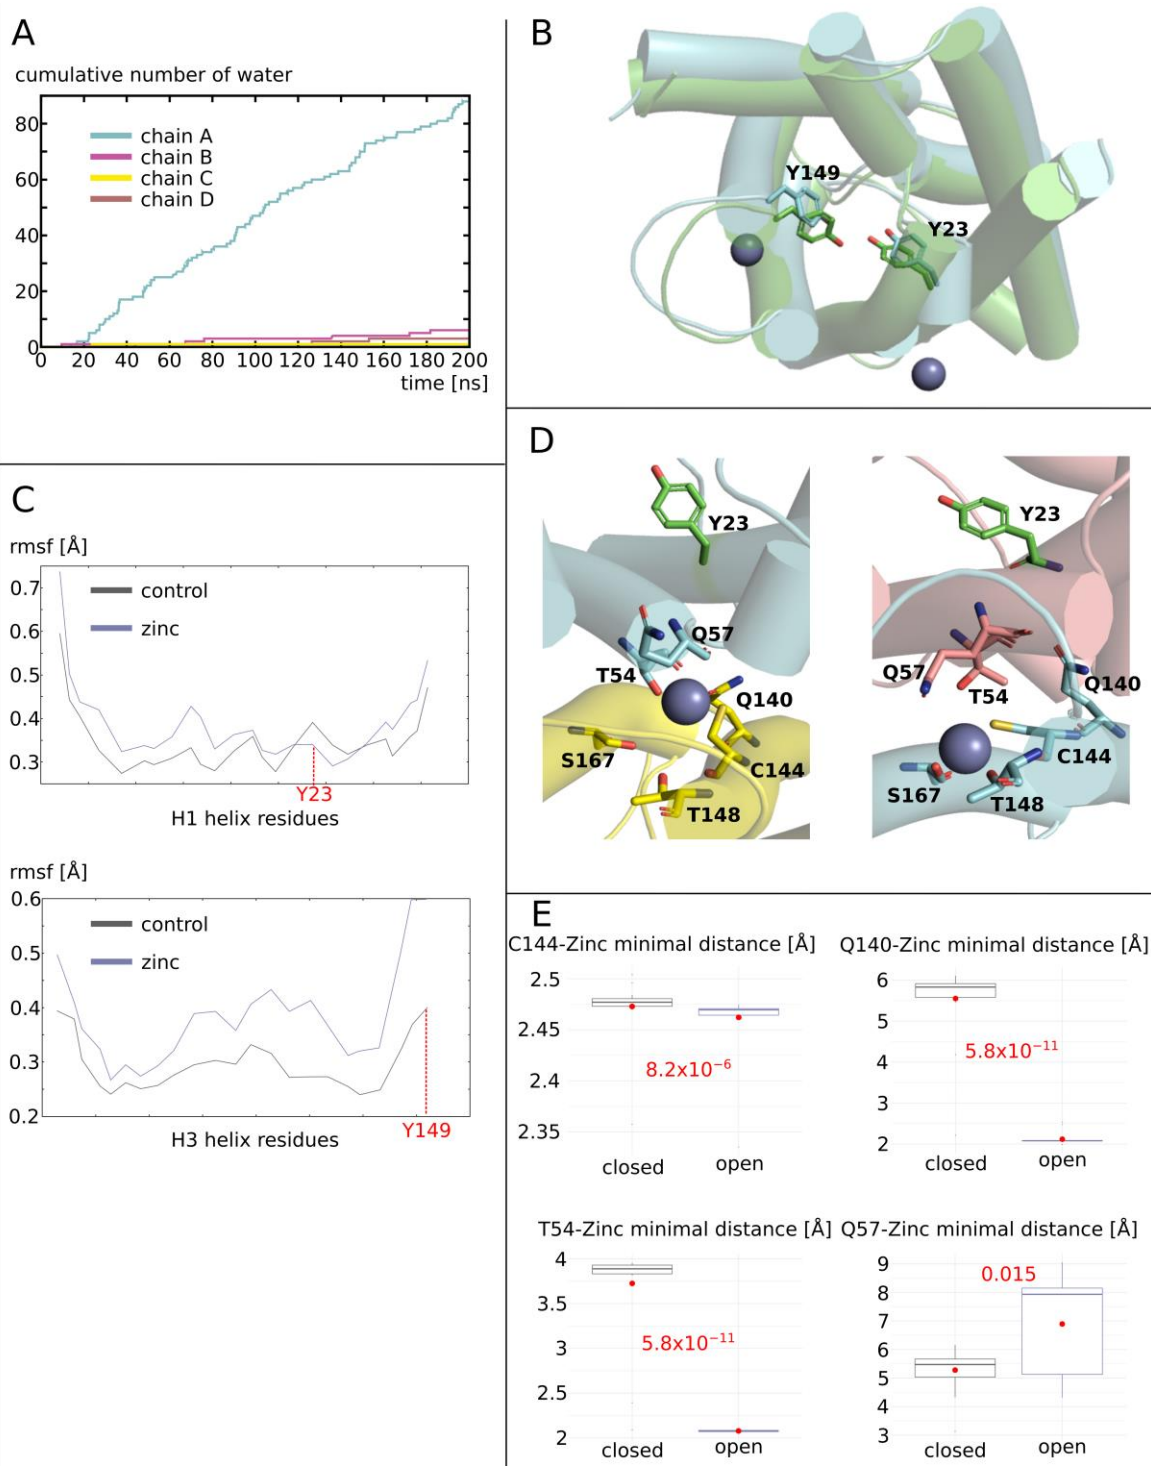 A
cumulative number of water
chain A
chain B
chain C
chain D
80
60
40
20
0
0 20 40 60 80 100 120 140 160 180 200
time [ns]
B
Y149
Y23
C
rmsf [Å]
control
zinc
0.7
0.6
0.5
0.4
0.3
Y23
H1 helix residues
rmsf [Å]
control
zinc
0.6
0.5
0.4
0.3
0.2
Y149
H3 helix residues
D
Y23
Q57
T54
Q140
S167
C144
T148
Y23
Q57
T54
Q140
C144
S167
T148
E
C144-Zinc minimal distance [Å]
2.5
2.45
2.4
2.35
8.2x10⁻⁶
closed open
Q140-Zinc minimal distance [Å]
6
5
4
3
2
5.8x10⁻¹¹
closed open
T54-Zinc minimal distance [Å]
4
3.5
3
2.5
2
5.8x10⁻¹¹
closed open
Q57-Zinc minimal distance [Å]
9
8
7
6
5
4
3
0.015
closed open